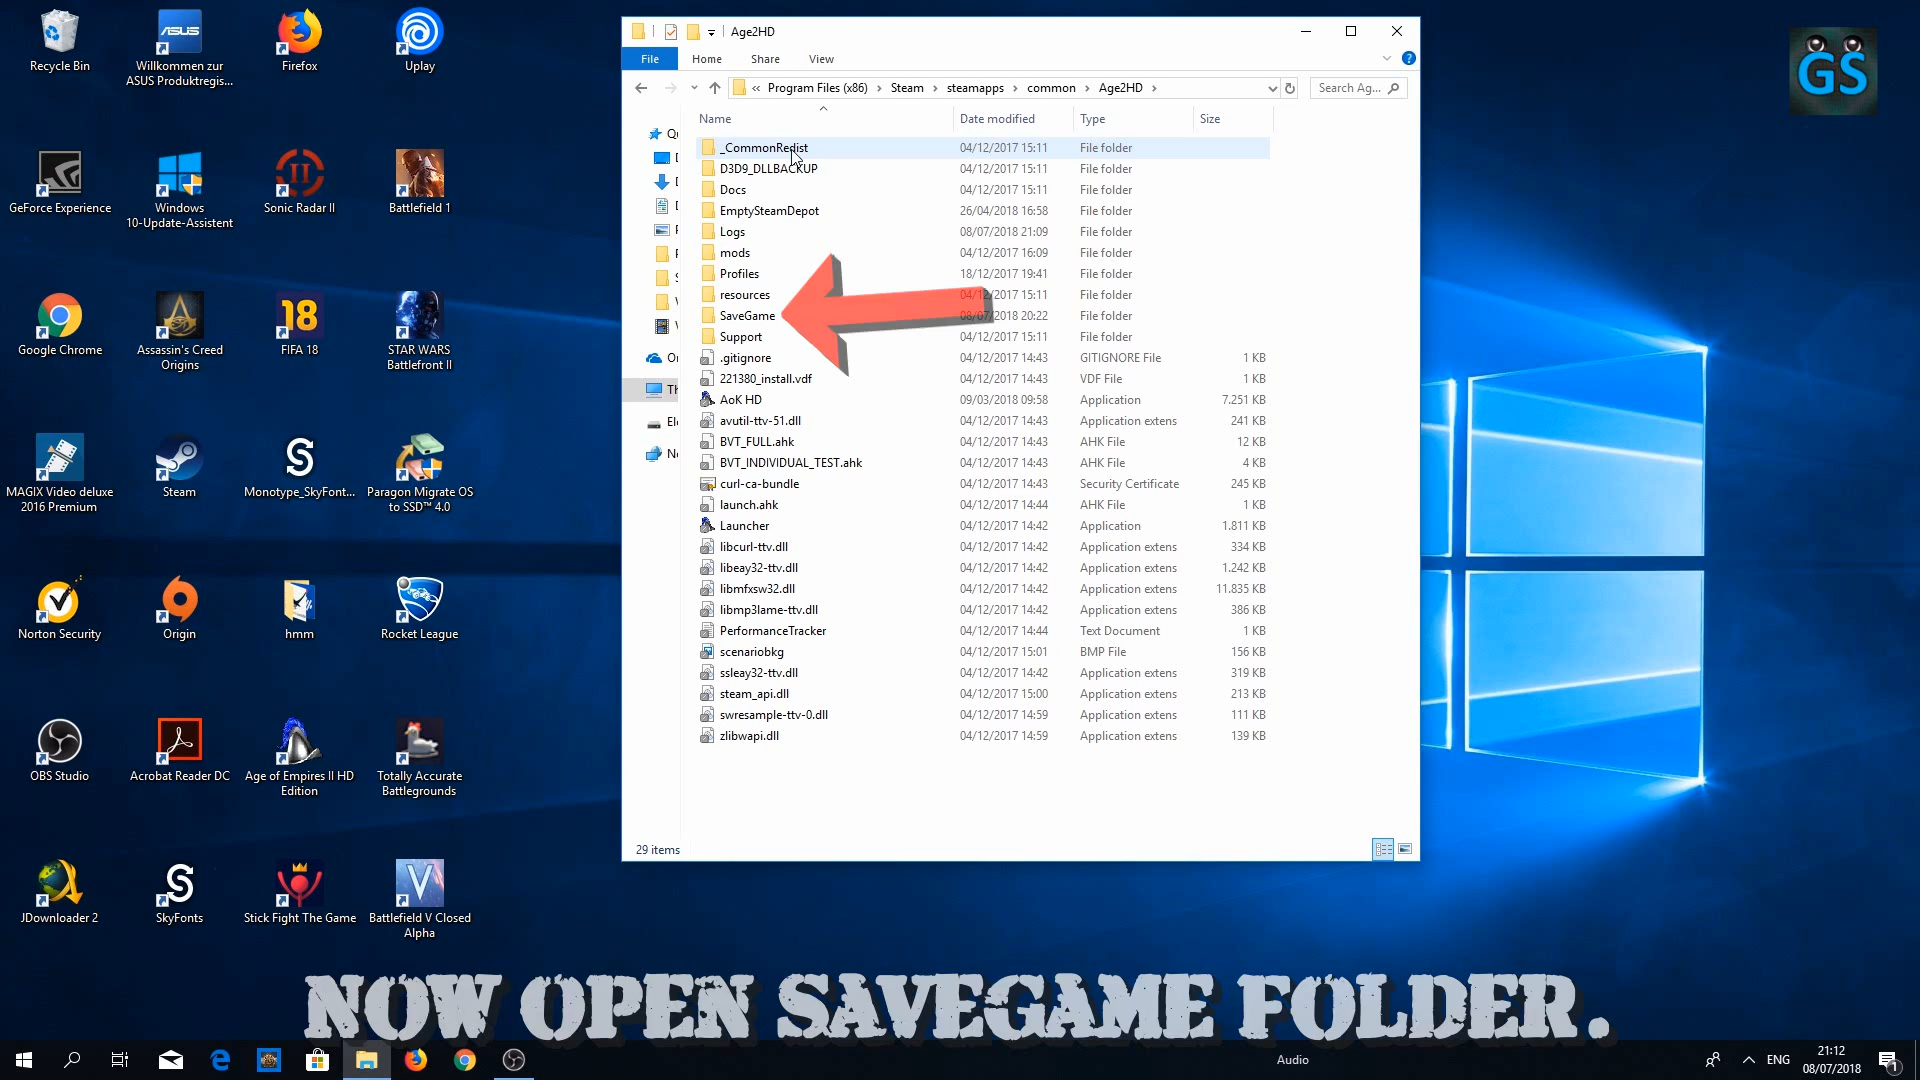 Recycle Bin
ASUS
Willkommen zur
ASUS Produktregis...
Firefox
Uplay
GeForce Experience
Windows
10-Update-Assistent
Sonic Radar II
Battlefield 1
Google Chrome
Assassin's Creed
Origins
18
FIFA 18
STAR WARS
Battlefront II
MAGIX Video deluxe
2016 Premium
Steam
Monotype_SkyFont...
Paragon Migrate OS
to SSD™ 4.0
Norton Security
Origin
hmm
Rocket League
OBS Studio
Acrobat Reader DC
Age of Empires II HD
Edition
Totally Accurate
Battlegrounds
JDownloader 2
SkyFonts
Stick Fight The Game
V
Battlefield V Closed
Alpha
Age2HD
File Home Share View
« Program Files (x86) > Steam > steamapps > common > Age2HD >
Search Ag...
Name Date modified Type Size
_CommonRedist 04/12/2017 15:11 File folder
D3D9_DLLBACKUP 04/12/2017 15:11 File folder
Docs 04/12/2017 15:11 File folder
EmptySteamDepot 26/04/2018 16:58 File folder
Logs 08/07/2018 21:09 File folder
mods 04/12/2017 16:09 File folder
Profiles 18/12/2017 19:41 File folder
resources 04/12/2017 15:11 File folder
SaveGame 08/07/2018 20:22 File folder
Support 04/12/2017 15:11 File folder
.gitignore 04/12/2017 14:43 GITIGNORE File 1 KB
221380_install.vdf 04/12/2017 14:43 VDF File 1 KB
AoK HD 09/03/2018 09:58 Application 7.251 KB
avutil-ttv-51.dll 04/12/2017 14:43 Application extens 241 KB
BVT_FULL.ahk 04/12/2017 14:43 AHK File 12 KB
BVT_INDIVIDUAL_TEST.ahk 04/12/2017 14:43 AHK File 4 KB
curl-ca-bundle 04/12/2017 14:43 Security Certificate 245 KB
launch.ahk 04/12/2017 14:44 AHK File 1 KB
Launcher 04/12/2017 14:42 Application 1.811 KB
libcurl-ttv.dll 04/12/2017 14:42 Application extens 334 KB
libeay32-ttv.dll 04/12/2017 14:42 Application extens 1.242 KB
libmfxsw32.dll 04/12/2017 14:42 Application extens 11.835 KB
libmp3lame-ttv.dll 04/12/2017 14:42 Application extens 386 KB
PerformanceTracker 04/12/2017 14:44 Text Document 1 KB
scenariobkg 04/12/2017 15:01 BMP File 156 KB
ssleay32-ttv.dll 04/12/2017 14:42 Application extens 319 KB
steam_api.dll 04/12/2017 15:00 Application extens 213 KB
swresample-ttv-0.dll 04/12/2017 14:59 Application extens 111 KB
zlibwapi.dll 04/12/2017 14:59 Application extens 139 KB
29 items
GS
NOW OPEN SAVEGAME FOLDER.
Audio
ENG
21:12
08/07/2018
1